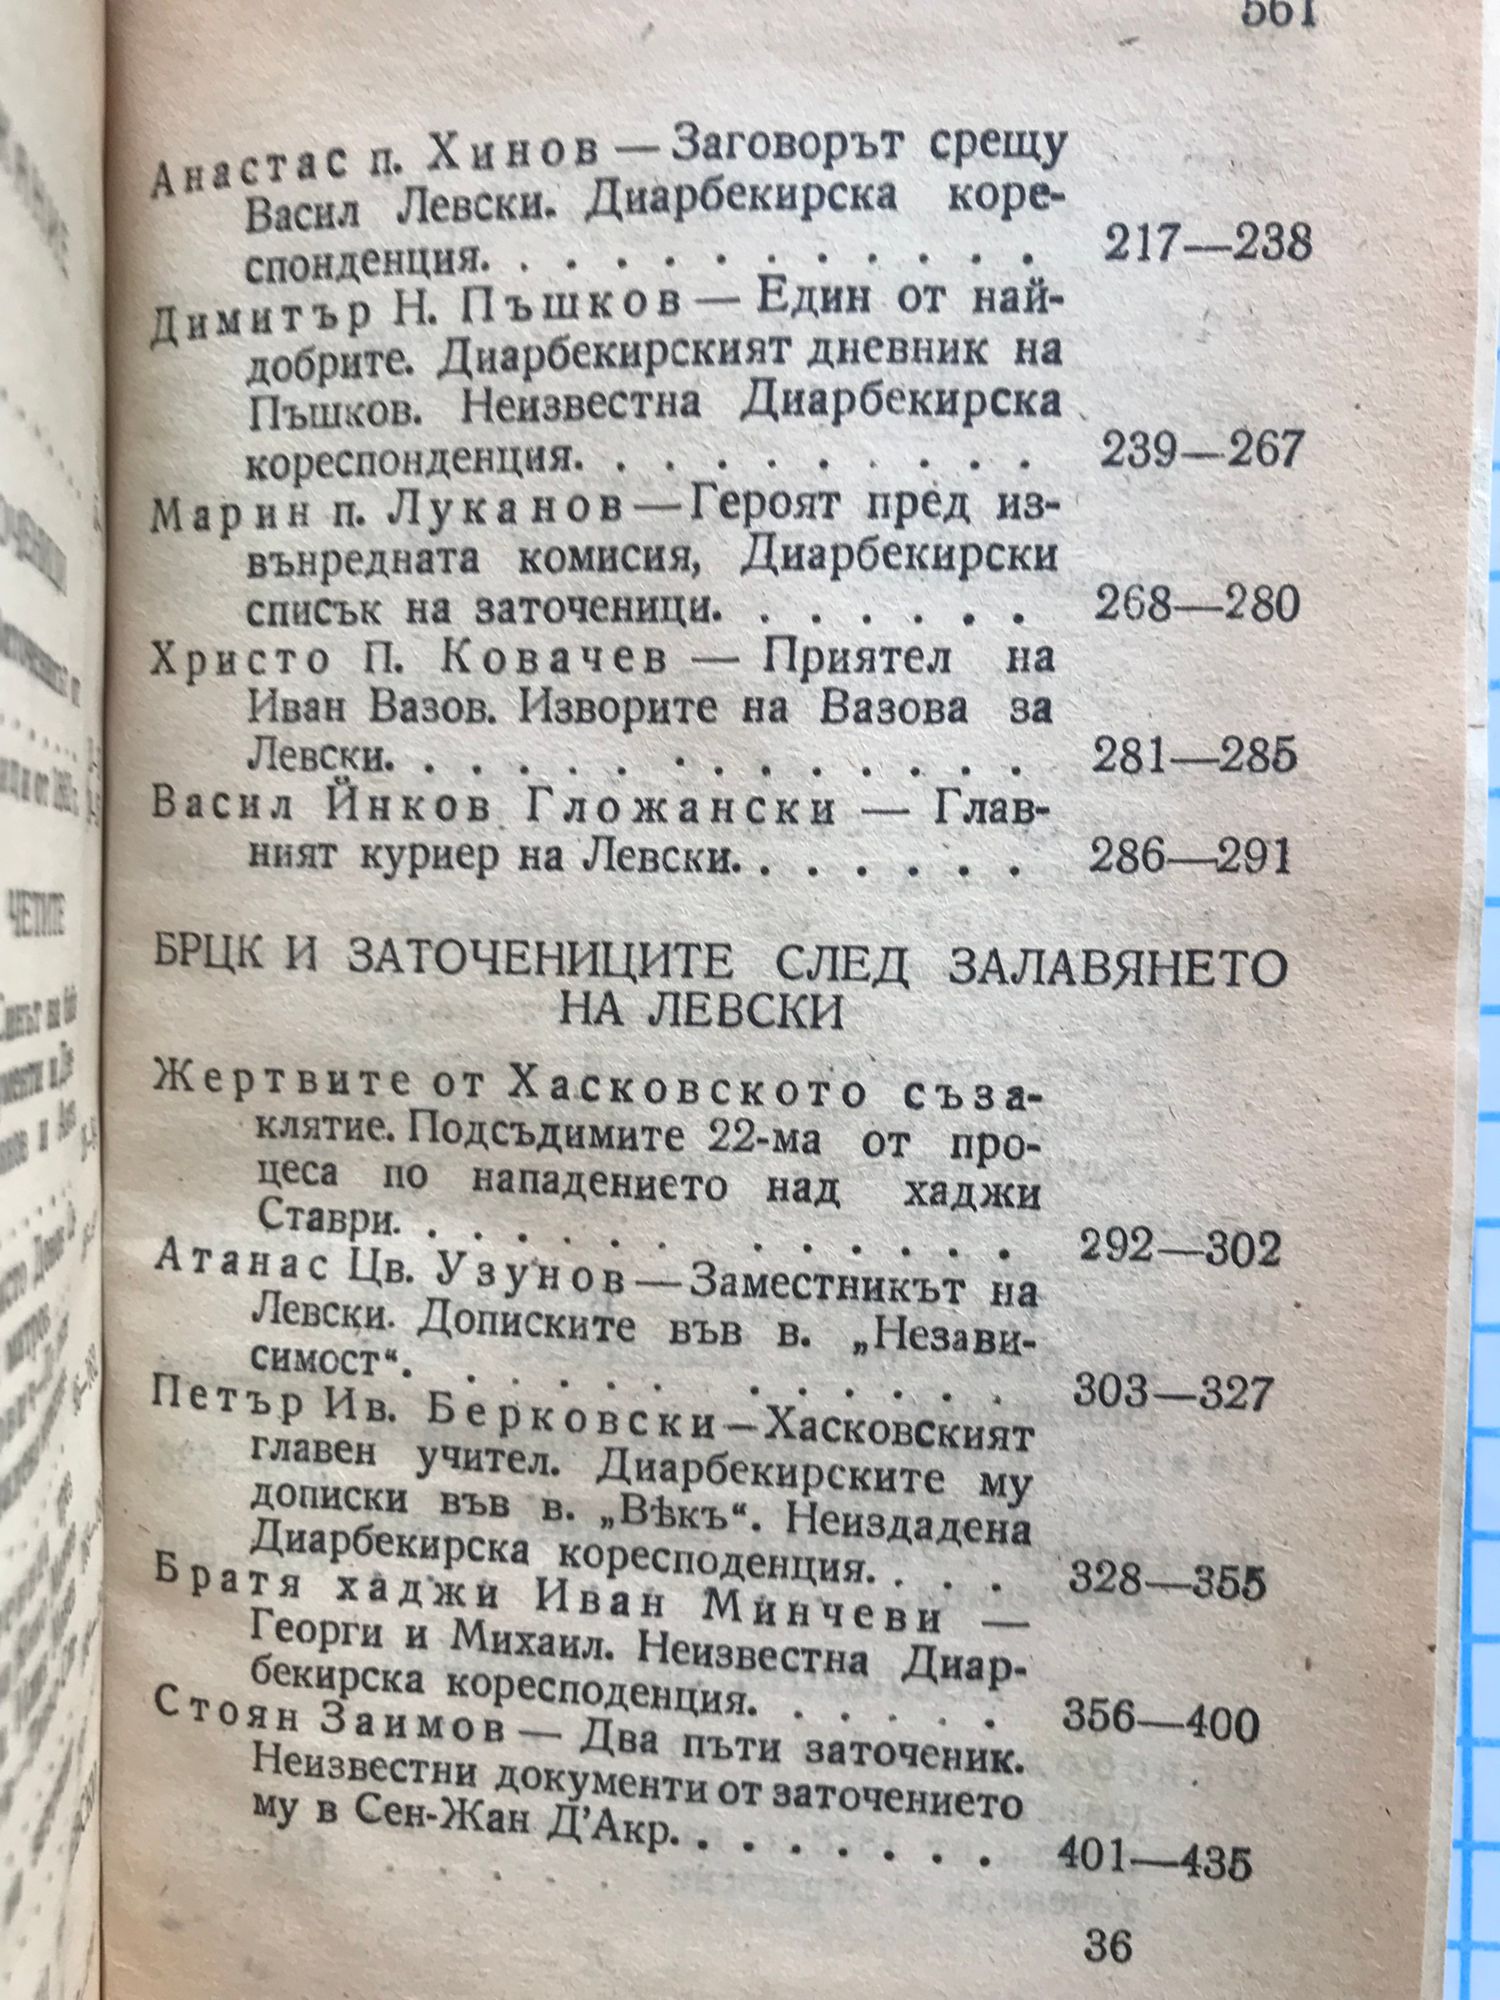 561
Анастас п. Хинов — Заговорът срещу
Васил Левски. Диарбекирска коре-
спонденция. . . . . . . . . . . . 217—238
Димитър Н. Пъшков — Един от най-
добрите. Диарбекирският дневник на
Пъшков. Неизвестна Диарбекирска
кореспонденция. . . . . . . . . . 239—267
Марин п. Луканов — Героят пред из-
вънредната комисия, Диарбекирски
списък на заточеници. . . . . . . 268—280
Христо П. Ковачев — Приятел на
Иван Вазов. Изворите на Вазова за
Левски. . . . . . . . . . . . . . 281—285
Васил Йнков Гложански — Глав-
ният куриер на Левски. . . . . . . 286—291
БРЦК И ЗАТОЧЕНИЦИТЕ СЛЕД ЗАЛАВЯНЕТО
НА ЛЕВСКИ
Жертвите от Хасковското съза-
клятие. Подсъдимите 22-ма от про-
цеса по нападението над хаджи
Ставри. . . . . . . . . . . . . . 292—302
Атанас Цв. Узунов — Заместникът на
Левски. Дописките във в. „Незави-
симост“. . . . . . . . . . . . . 303—327
Петър Ив. Берковски — Хасковският
главен учител. Диарбекирските му
дописки във в. „Вѣкъ“. Неиздадена
Диарбекирска коресподенция. . . . 328—355
Братя хаджи Иван Минчеви —
Георги и Михаил. Неизвестна Диар-
бекирска коресподенция. . . . . . 356—400
Стоян Заимов — Два пъти заточеник.
Неизвестни документи от заточението
му в Сен-Жан Д’Акр. . . . . . . . 401—435
36
ЧЕТИТЕ